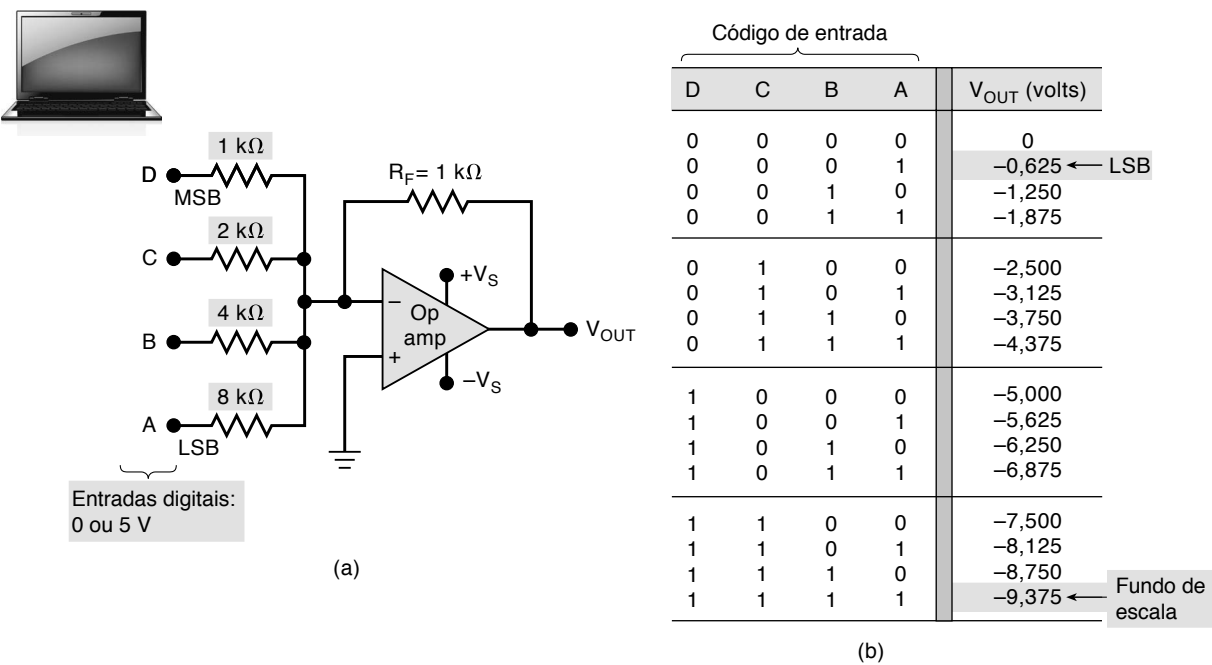 Código de entrada
D C B A V_OUT (volts)
0 0 0 0 0
0 0 0 1 –0,625 LSB
0 0 1 0 –1,250
0 0 1 1 –1,875
0 1 0 0 –2,500
0 1 0 1 –3,125
0 1 1 0 –3,750
0 1 1 1 –4,375
1 0 0 0 –5,000
1 0 0 1 –5,625
1 0 1 0 –6,250
1 0 1 1 –6,875
1 1 0 0 –7,500
1 1 0 1 –8,125
1 1 1 0 –8,750
1 1 1 1 –9,375
Fundo de
escala
(b)
1 kΩ
D
MSB
R_F= 1 kΩ
2 kΩ
C
+V_S
–
Op
amp
+
V_OUT
–V_S
4 kΩ
B
8 kΩ
A
LSB
Entradas digitais:
0 ou 5 V
(a)